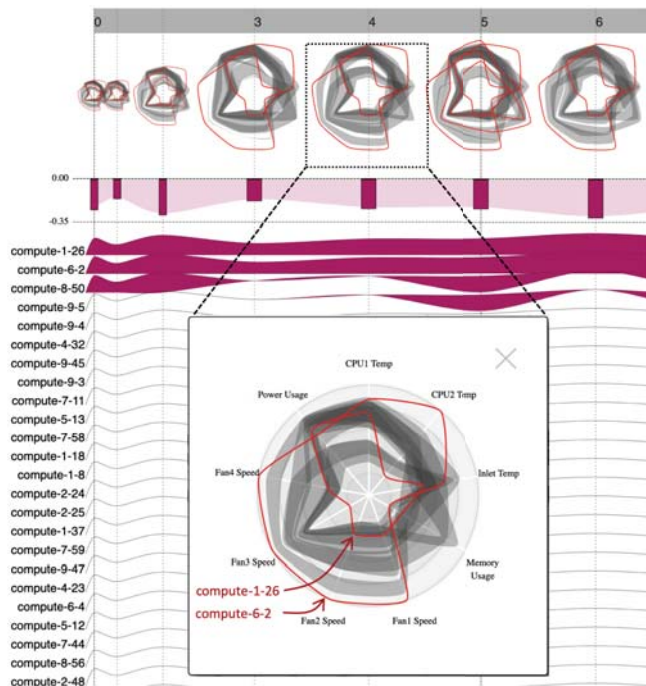 0 3 4 5 6
0.00
-0.35
compute-1-26
compute-6-2
compute-8-50
compute-9-5
compute-9-4
compute-4-32
compute-9-45
compute-9-3
compute-7-11
compute-5-13
compute-7-58
compute-1-18
compute-1-8
compute-2-24
compute-2-25
compute-1-37
compute-7-59
compute-9-47
compute-4-23
compute-6-4
compute-5-12
compute-7-44
compute-8-56
compute-2-48
CPU1 Temp
Power Usage
CPU2 Tmp
Fan4 Speed
Inlet Temp
Fan3 Speed
Memory
Usage
compute-1-26
compute-6-2
Fan2 Speed
Fan1 Speed